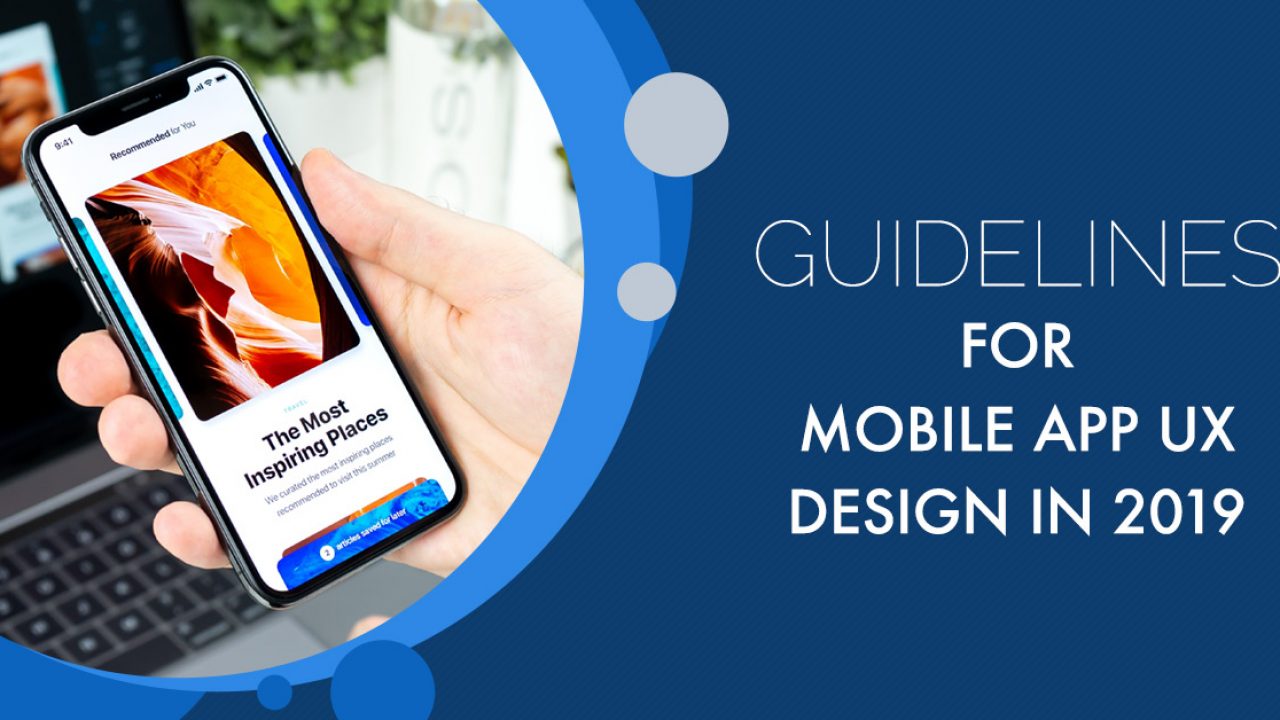 9:41
Recommended for You
TRAVEL
The Most
Inspiring Places
We curated the most inspiring places
recommended to visit this summer
2 articles saved for later
GUIDELINES
FOR
MOBILE APP UX
DESIGN IN 2019